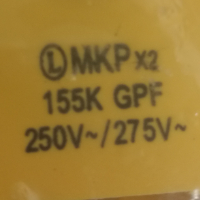 Ⓛ MKP X2
155K GPF
250V~/275V~